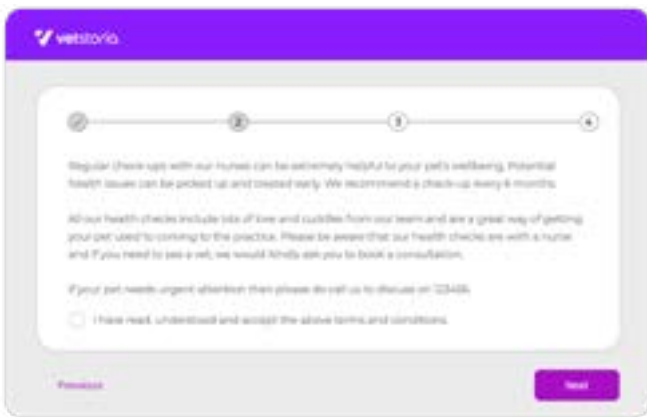 vetstoria.
2 3 4
Regular check-ups with our nurses can be extremely helpful to your pet's wellbeing. Potential
health issues can be picked up and treated early. We recommend a check-up every 6 months.
All our health checks include lots of love and cuddles from our team and are a great way of getting
your pet used to coming to the practice. Please be aware that our health checks are with a nurse
and if you need to see a vet, we would kindly ask you to book a consultation.
If your pet needs urgent attention then please do call us to discuss on 123456.
I have read, understood and accept the above terms and conditions.
Previous
Next